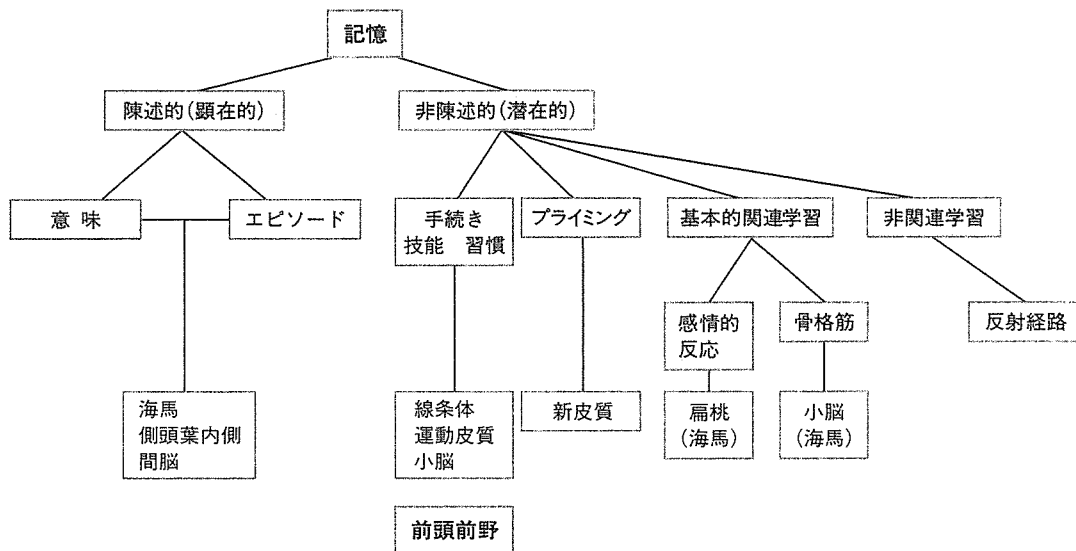 記憶
陳述的(顕在的)
非陳述的(潜在的)
意 味
エピソード
手続き
技能 習慣
プライミング
基本的関連学習
非関連学習
感情的
反応
骨格筋
反射経路
海馬
側頭葉内側
間脳
線条体
運動皮質
小脳
新皮質
扁桃
(海馬)
小脳
(海馬)
前頭前野